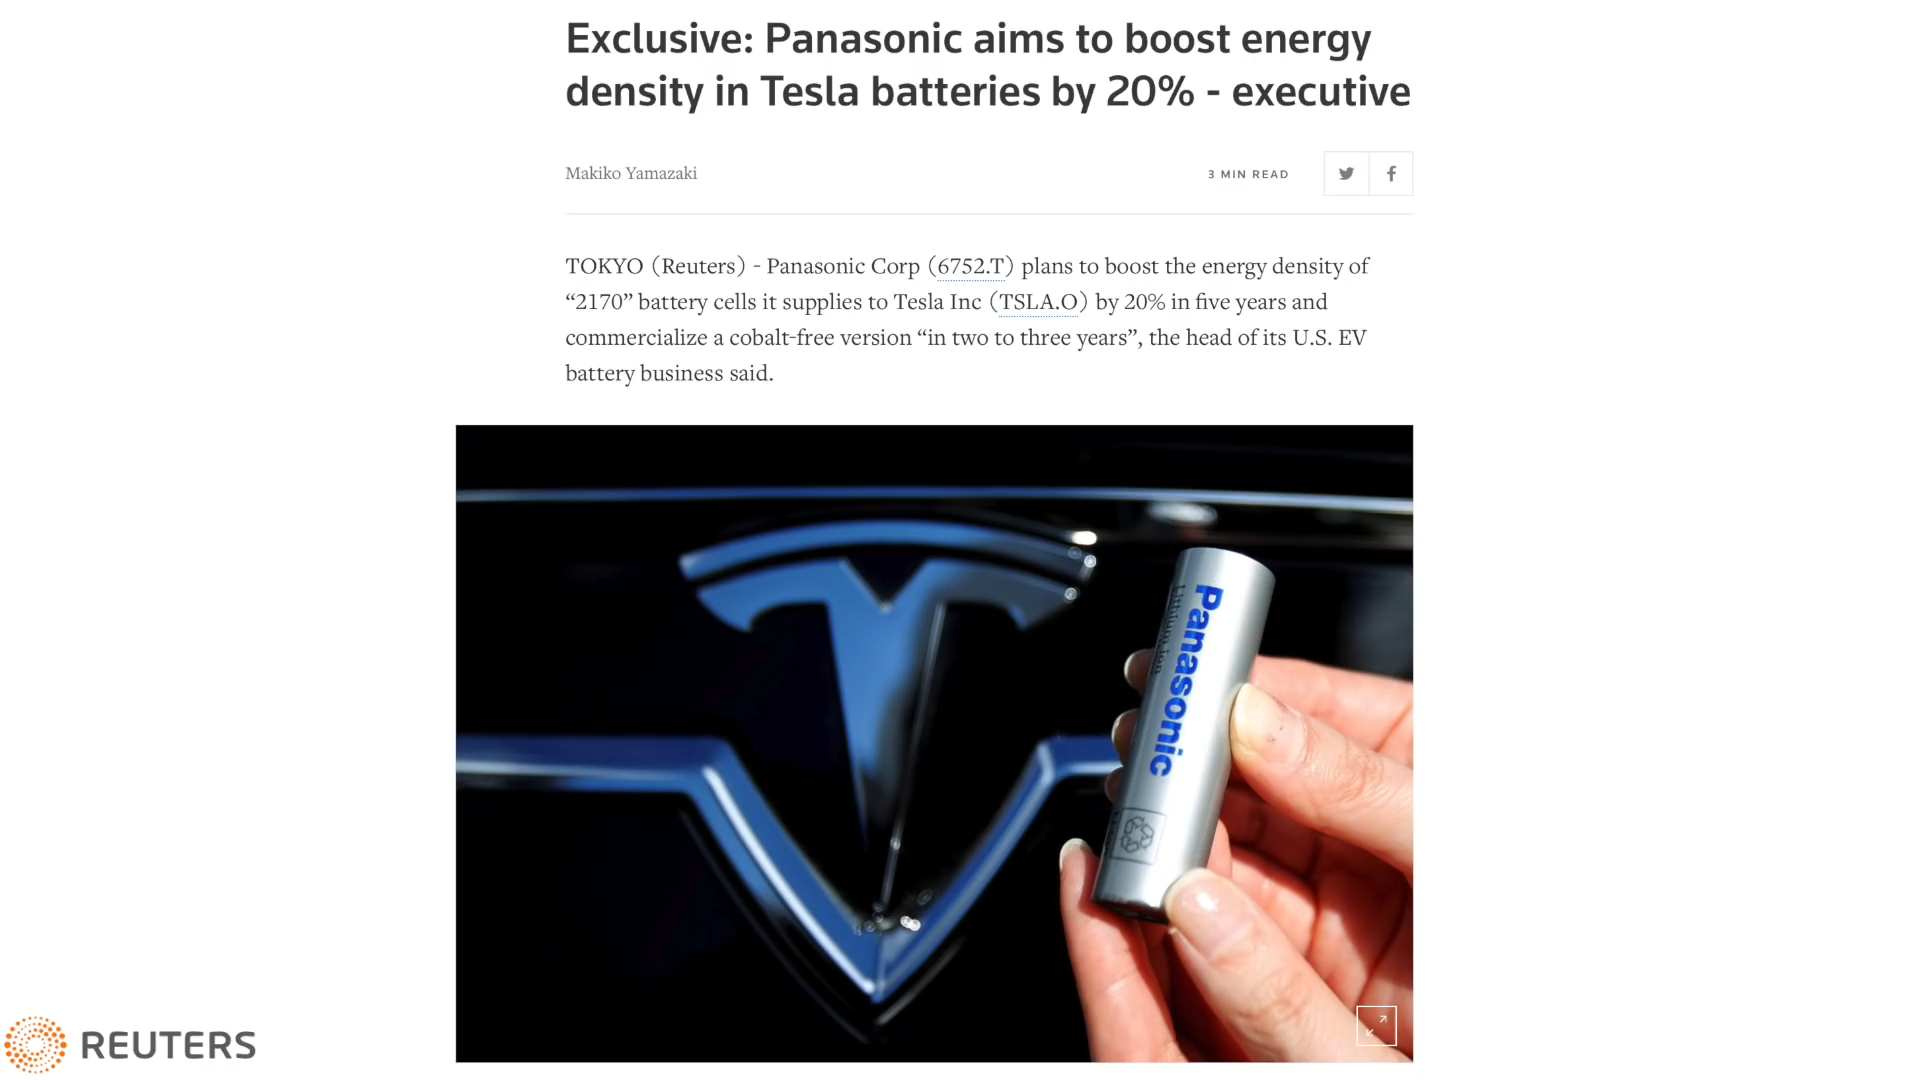 Exclusive: Panasonic aims to boost energy
density in Tesla batteries by 20% - executive
Makiko Yamazaki
3 MIN READ
TOKYO (Reuters) - Panasonic Corp (6752.T) plans to boost the energy density of
“2170” battery cells it supplies to Tesla Inc (TSLA.O) by 20% in five years and
commercialize a cobalt-free version “in two to three years”, the head of its U.S. EV
battery business said.
Panasonic
Lithium ion
REUTERS